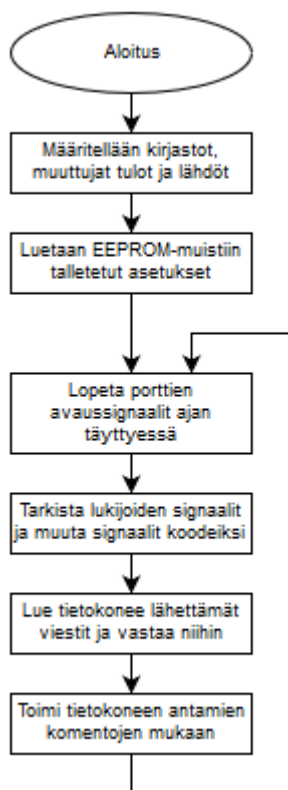 Aloitus
Määritellään kirjastot,
muuttujat tulot ja lähdöt
Luetaan EEPROM-muistiin
talletetut asetukset
Lopeta porttien
avaussignaalit ajan
täyttyessä
Tarkista lukijoiden signaalit
ja muuta signaalit koodeiksi
Lue tietokonee lähettämät
viestit ja vastaa niihin
Toimi tietokoneen antamien
komentojen mukaan